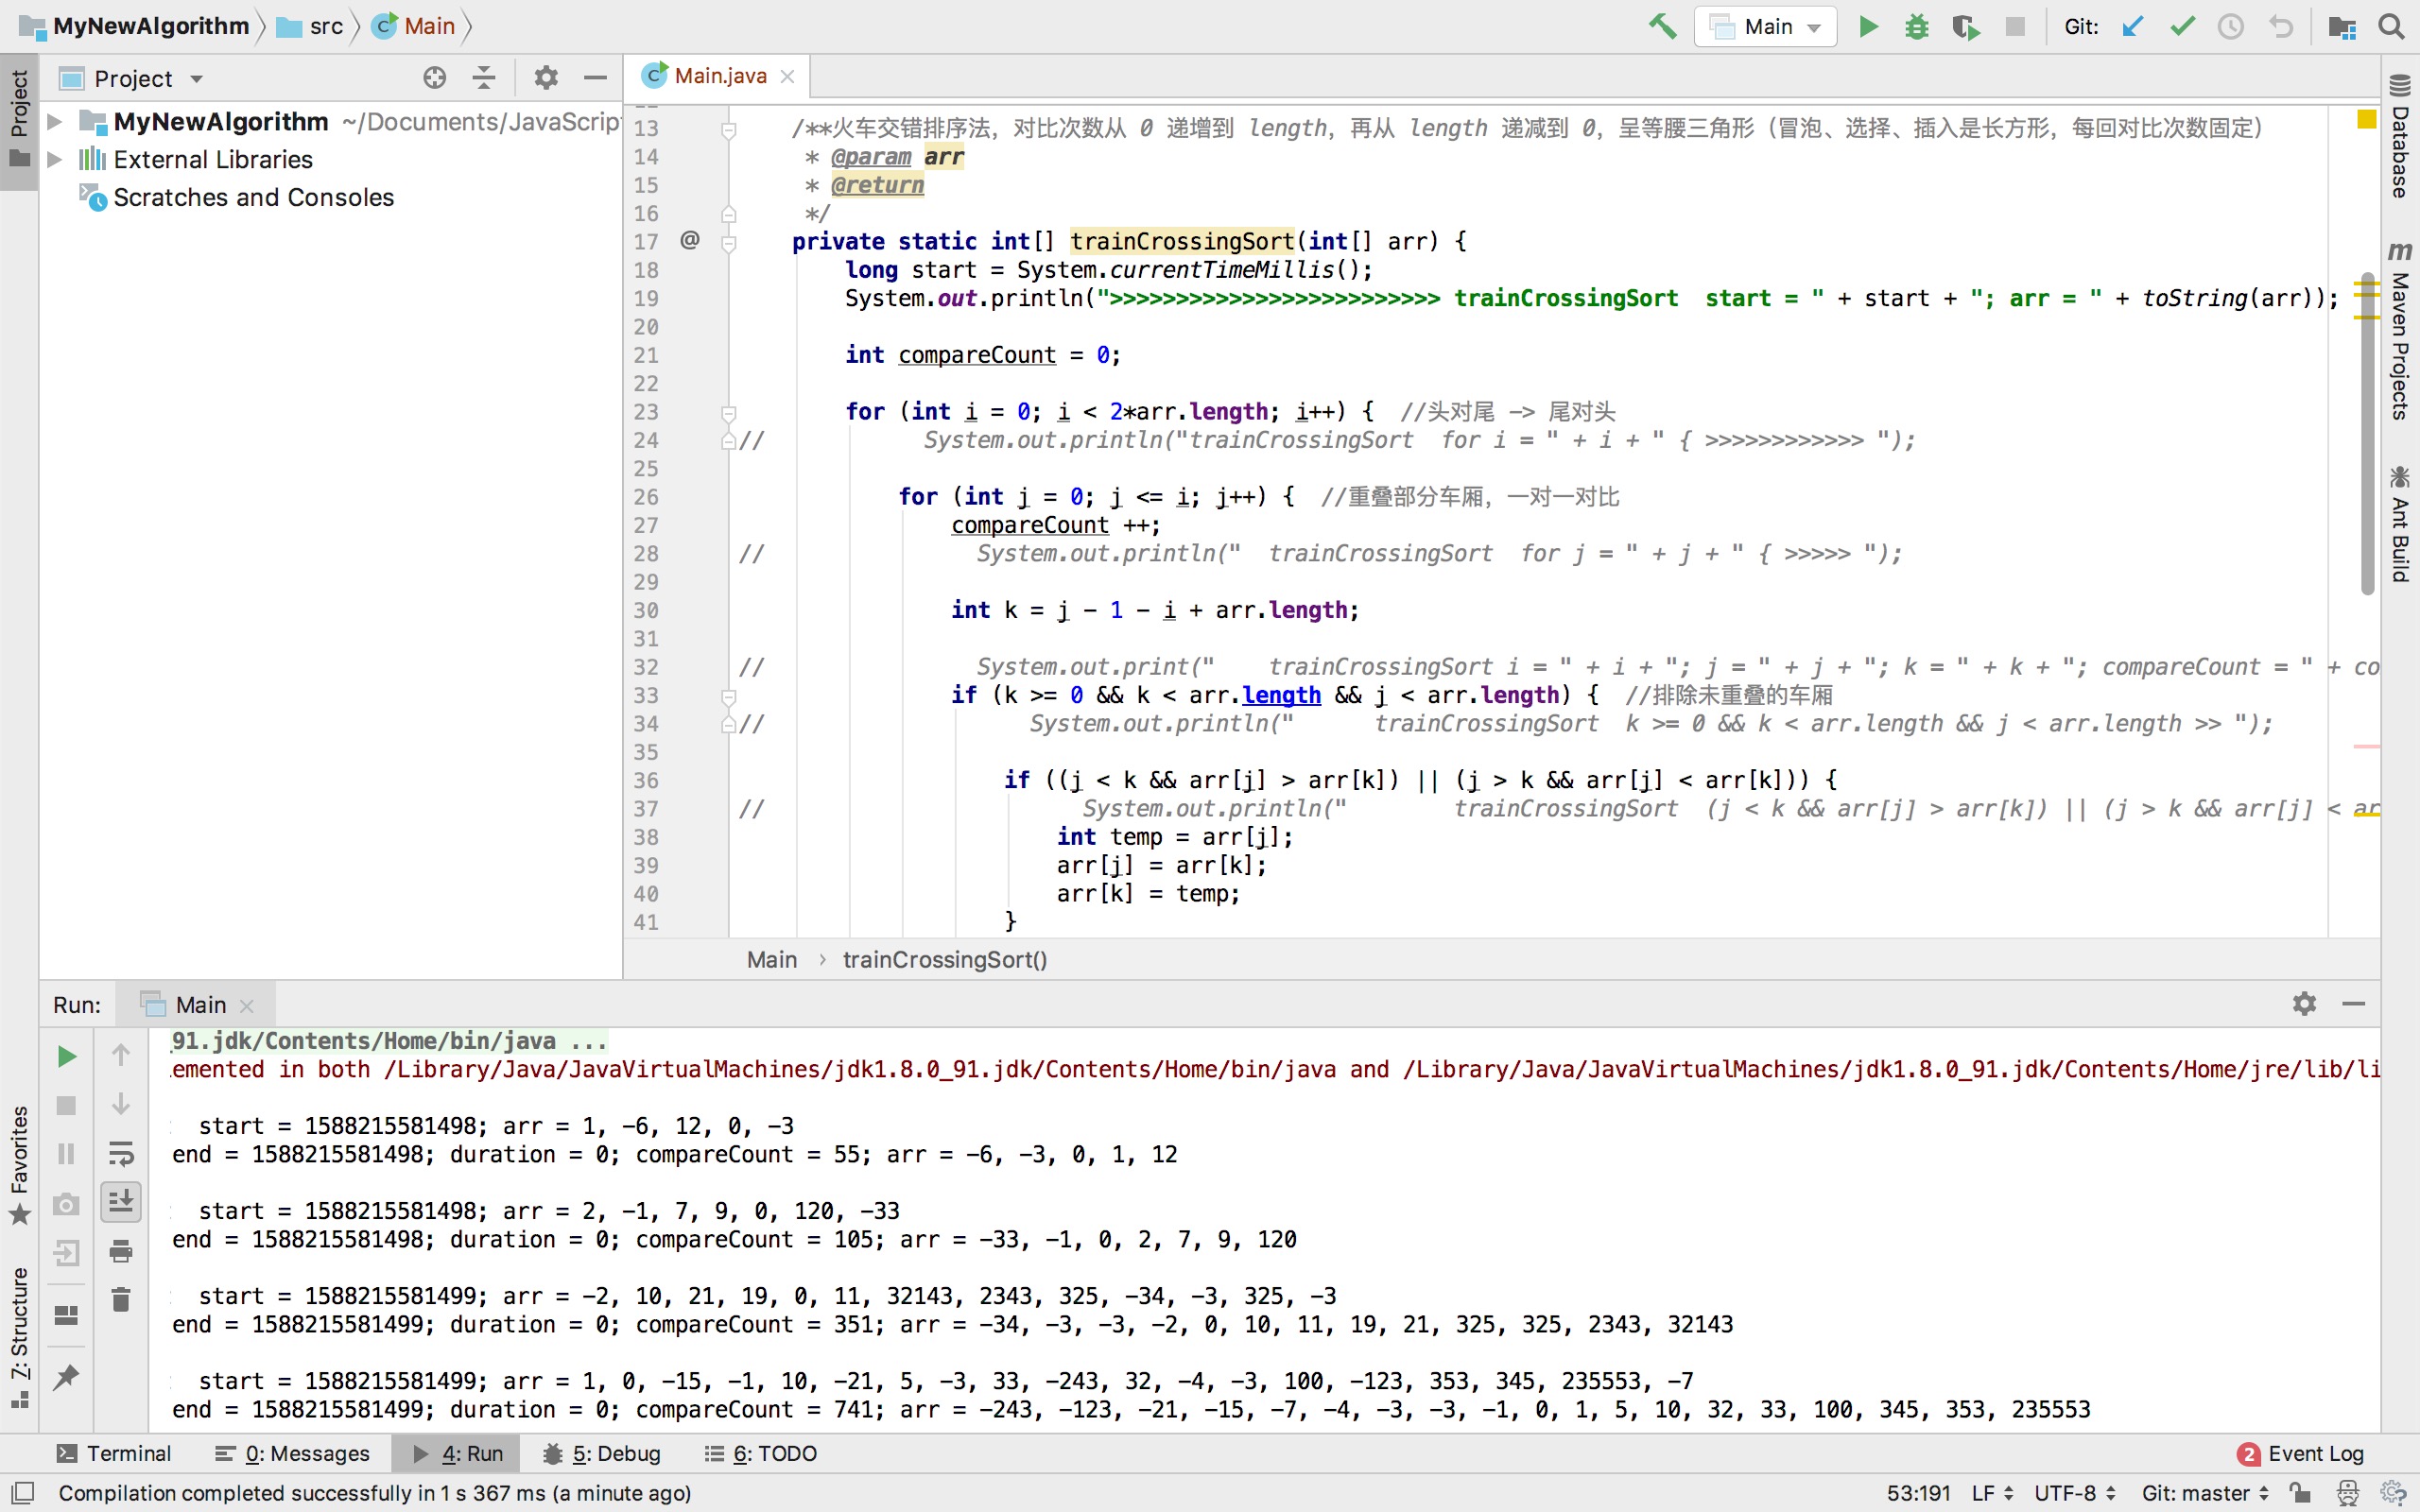 MyNewAlgorithm
src
Main
Main
Git:
Project
Main.java
Project
MyNewAlgorithm ~/Documents/JavaScrip
External Libraries
Scratches and Consoles
13 /**火车交错排序法，对比次数从 0 递增到 length，再从 length 递减到 0，呈等腰三角形（冒泡、选择、插入是长方形，每回对比次数固定）
14 * @param arr
15 * @return
16 */
17 @ private static int[] trainCrossingSort(int[] arr) {
18 long start = System.currentTimeMillis();
19 System.out.println(">>>>>>>>>>>>>>>>>>>>>>>>> trainCrossingSort  start = " + start + "; arr = " + toString(arr));
20
21 int compareCount = 0;
22
23 for (int i = 0; i < 2*arr.length; i++) {  //头对尾 -> 尾对头
24 // System.out.println("trainCrossingSort  for i = " + i + " { >>>>>>>>>>>> ");
25
26 for (int j = 0; j <= i; j++) {  //重叠部分车厢，一对一对比
27 compareCount ++;
28 // System.out.println("  trainCrossingSort  for j = " + j + " { >>>>> ");
29
30 int k = j - 1 - i + arr.length;
31
32 // System.out.print("    trainCrossingSort i = " + i + "; j = " + j + "; k = " + k + "; compareCount = " + co
33 if (k >= 0 && k < arr.length && j < arr.length) {  //排除未重叠的车厢
34 // System.out.println("      trainCrossingSort  k >= 0 && k < arr.length && j < arr.length >> ");
35
36 if ((j < k && arr[j] > arr[k]) || (j > k && arr[j] < arr[k])) {
37 // System.out.println("        trainCrossingSort  (j < k && arr[j] > arr[k]) || (j > k && arr[j] < ar
38 int temp = arr[j];
39 arr[j] = arr[k];
40 arr[k] = temp;
41 }
Main › trainCrossingSort()
Database
Maven Projects
Ant Build
Run: Main
_91.jdk/Contents/Home/bin/java ...
emented in both /Library/Java/JavaVirtualMachines/jdk1.8.0_91.jdk/Contents/Home/bin/java and /Library/Java/JavaVirtualMachines/jdk1.8.0_91.jdk/Contents/Home/jre/lib/li
start = 1588215581498; arr = 1, -6, 12, 0, -3
end = 1588215581498; duration = 0; compareCount = 55; arr = -6, -3, 0, 1, 12
start = 1588215581498; arr = 2, -1, 7, 9, 0, 120, -33
end = 1588215581498; duration = 0; compareCount = 105; arr = -33, -1, 0, 2, 7, 9, 120
start = 1588215581499; arr = -2, 10, 21, 19, 0, 11, 32143, 2343, 325, -34, -3, 325, -3
end = 1588215581499; duration = 0; compareCount = 351; arr = -34, -3, -3, -2, 0, 10, 11, 19, 21, 325, 325, 2343, 32143
start = 1588215581499; arr = 1, 0, -15, -1, 10, -21, 5, -3, 33, -243, 32, -4, -3, 100, -123, 353, 345, 235553, -7
end = 1588215581499; duration = 0; compareCount = 741; arr = -243, -123, -21, -15, -7, -4, -3, -3, -1, 0, 1, 5, 10, 32, 33, 100, 345, 353, 235553
Favorites
7: Structure
Terminal
0: Messages
4: Run
5: Debug
6: TODO
2 Event Log
Compilation completed successfully in 1 s 367 ms (a minute ago)
53:191
LF
UTF-8
Git: master